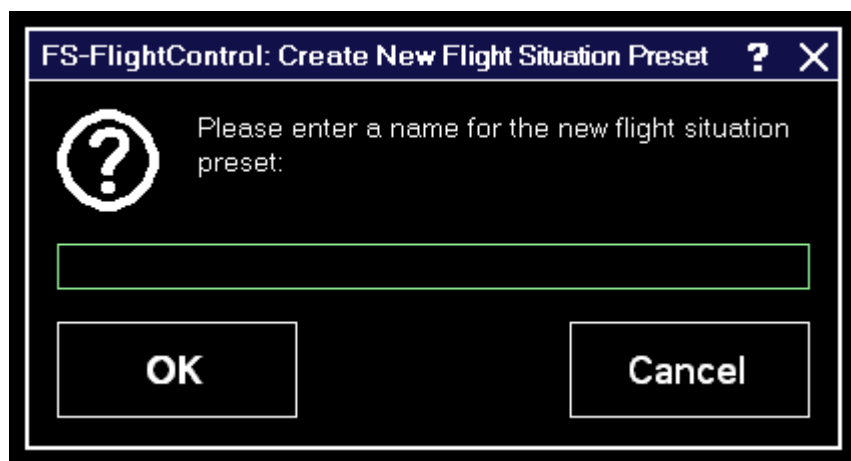 FS-FlightControl: Create New Flight Situation Preset ? X
?
Please enter a name for the new flight situation
preset:
OK
Cancel